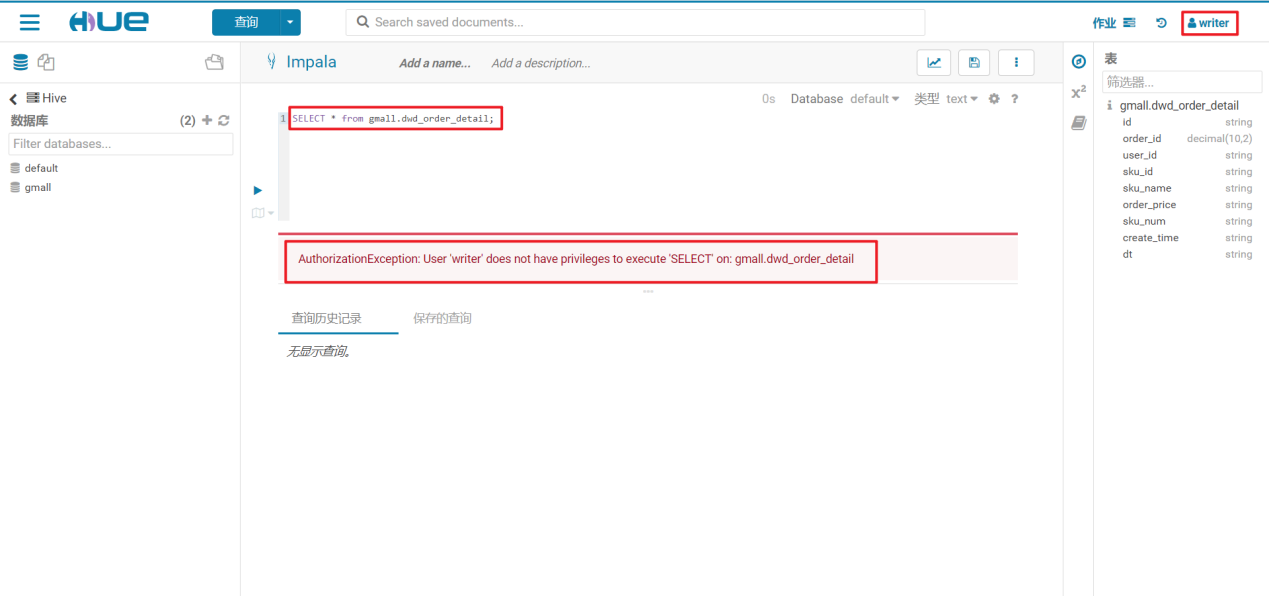 HUE 查询 Search saved documents... 作业 writer
Impala Add a name... Add a description...
Hive
数据库 (2)
Filter databases...
default
gmall
0s Database default 类型 text ?
1 SELECT * from gmall.dwd_order_detail;
AuthorizationException: User 'writer' does not have privileges to execute 'SELECT' on: gmall.dwd_order_detail
查询历史记录 保存的查询
无显示查询。
x²
表
筛选器...
gmall.dwd_order_detail
id string
order_id decimal(10,2)
user_id string
sku_id string
sku_name string
order_price string
sku_num string
create_time string
dt string